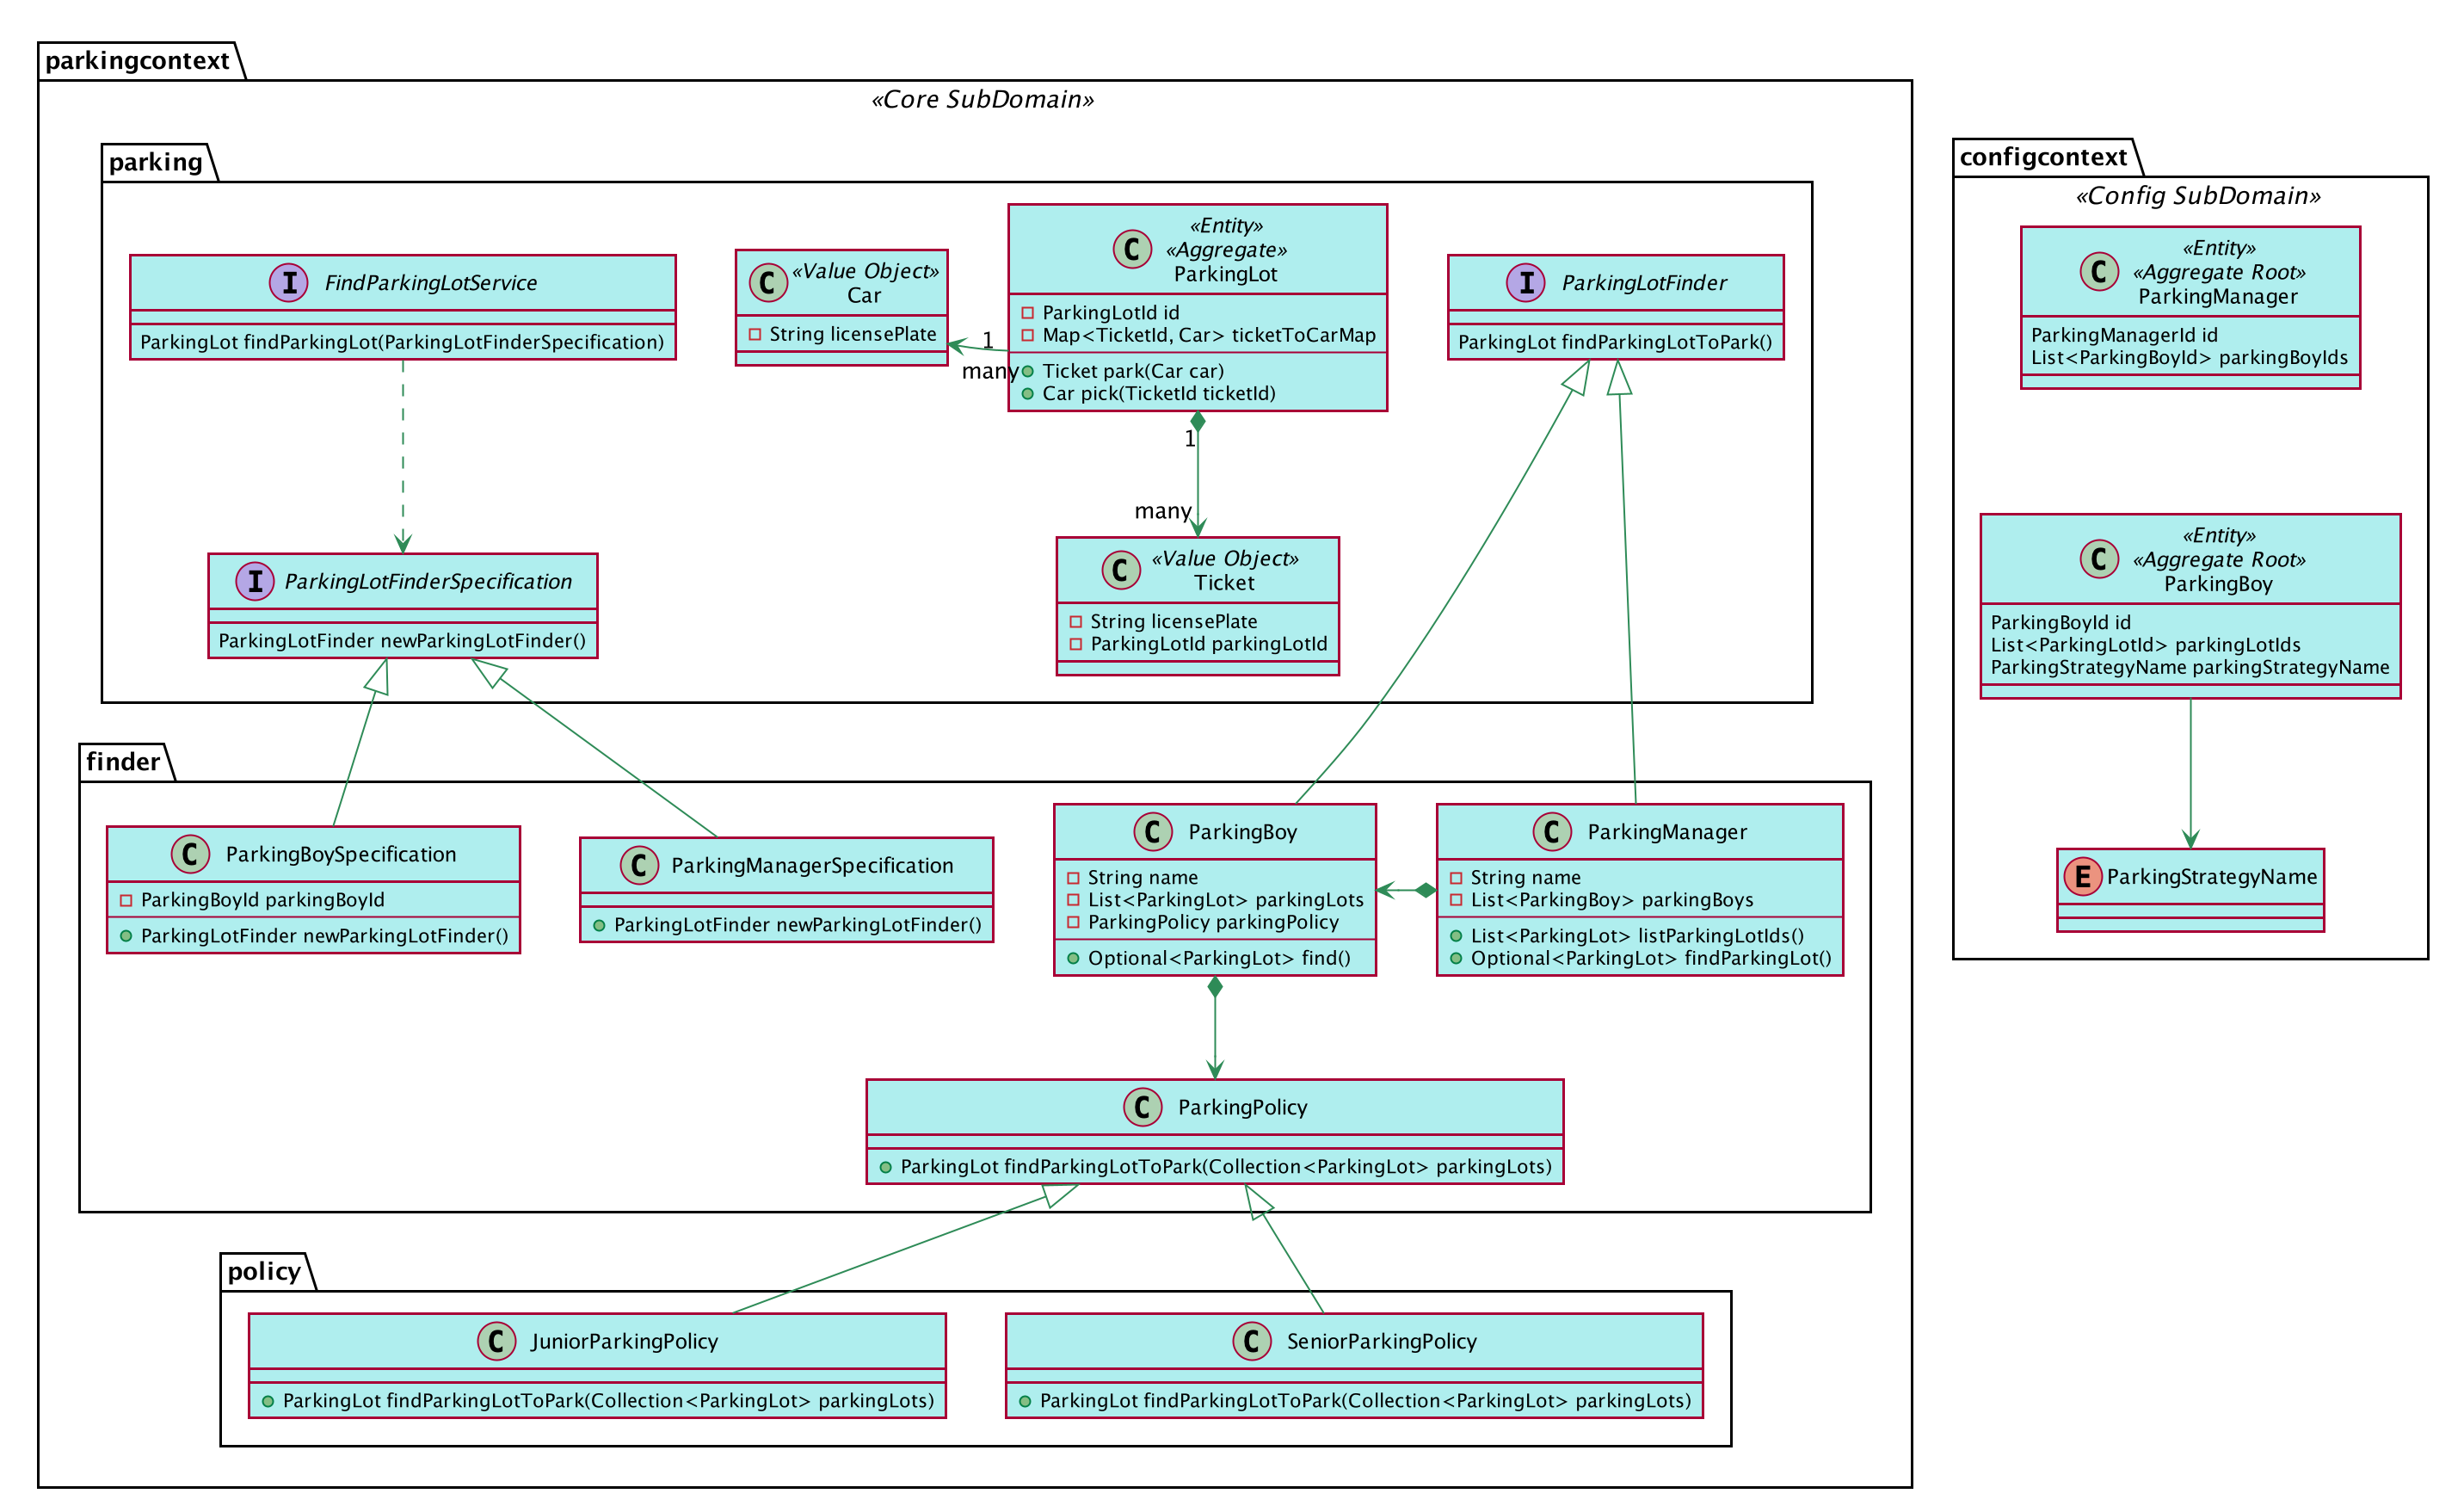 parkingcontext
«Core SubDomain»
parking
I
FindParkingLotService
ParkingLot findParkingLot(ParkingLotFinderSpecification)
C
«Value Object»
Car
String licensePlate
C
«Entity»
«Aggregate»
ParkingLot
ParkingLotId id
Map<TicketId, Car> ticketToCarMap
Ticket park(Car car)
Car pick(TicketId ticketId)
1
many
I
ParkingLotFinder
ParkingLot findParkingLotToPark()
1
many
I
ParkingLotFinderSpecification
ParkingLotFinder newParkingLotFinder()
C
«Value Object»
Ticket
String licensePlate
ParkingLotId parkingLotId
finder
C
ParkingBoySpecification
ParkingBoyId parkingBoyId
ParkingLotFinder newParkingLotFinder()
C
ParkingManagerSpecification
ParkingLotFinder newParkingLotFinder()
C
ParkingBoy
String name
List<ParkingLot> parkingLots
ParkingPolicy parkingPolicy
Optional<ParkingLot> find()
C
ParkingManager
String name
List<ParkingBoy> parkingBoys
List<ParkingLot> listParkingLotIds()
Optional<ParkingLot> findParkingLot()
C
ParkingPolicy
ParkingLot findParkingLotToPark(Collection<ParkingLot> parkingLots)
policy
C
JuniorParkingPolicy
ParkingLot findParkingLotToPark(Collection<ParkingLot> parkingLots)
C
SeniorParkingPolicy
ParkingLot findParkingLotToPark(Collection<ParkingLot> parkingLots)
configcontext
«Config SubDomain»
C
«Entity»
«Aggregate Root»
ParkingManager
ParkingManagerId id
List<ParkingBoyId> parkingBoyIds
C
«Entity»
«Aggregate Root»
ParkingBoy
ParkingBoyId id
List<ParkingLotId> parkingLotIds
ParkingStrategyName parkingStrategyName
E
ParkingStrategyName